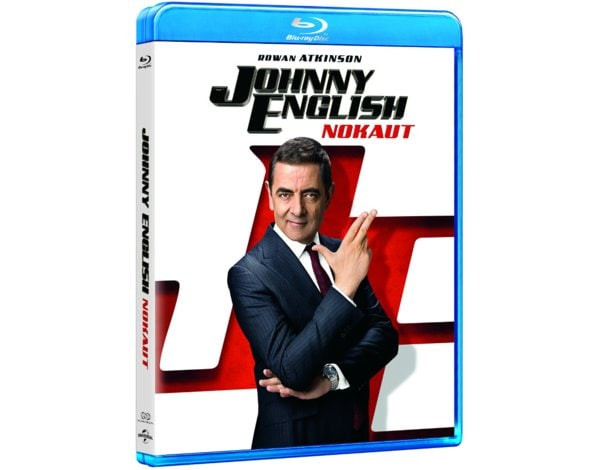 Blu-ray Disc
ROWAN ATKINSON
JOHNNY
ENGLISH
NOKAUT
JOHNNY ENGLISH NOKAUT